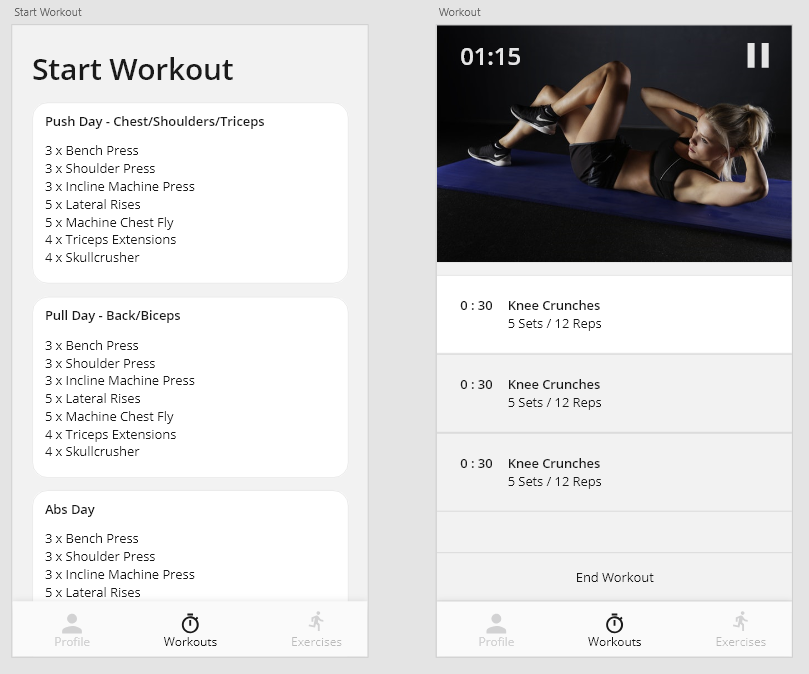 Start Workout
Start Workout
Push Day - Chest/Shoulders/Triceps
3 x Bench Press
3 x Shoulder Press
3 x Incline Machine Press
5 x Lateral Rises
5 x Machine Chest Fly
4 x Triceps Extensions
4 x Skullcrusher
Pull Day - Back/Biceps
3 x Bench Press
3 x Shoulder Press
3 x Incline Machine Press
5 x Lateral Rises
5 x Machine Chest Fly
4 x Triceps Extensions
4 x Skullcrusher
Abs Day
3 x Bench Press
3 x Shoulder Press
3 x Incline Machine Press
5 x Lateral Rises
Profile
Workouts
Exercises
Workout
01:15
0 : 30 Knee Crunches
5 Sets / 12 Reps
0 : 30 Knee Crunches
5 Sets / 12 Reps
0 : 30 Knee Crunches
5 Sets / 12 Reps
End Workout
Profile
Workouts
Exercises